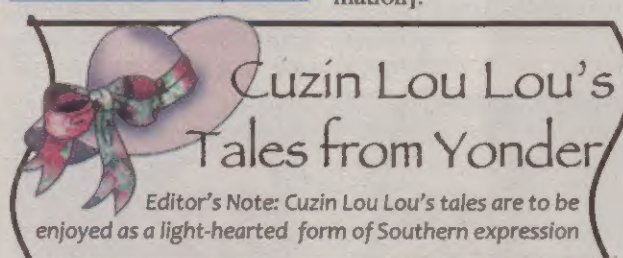 mation].
Cuzin Lou Lou's
Tales from Yonder
Editor's Note: Cuzin Lou Lou's tales are to be
enjoyed as a light-hearted form of Southern expression